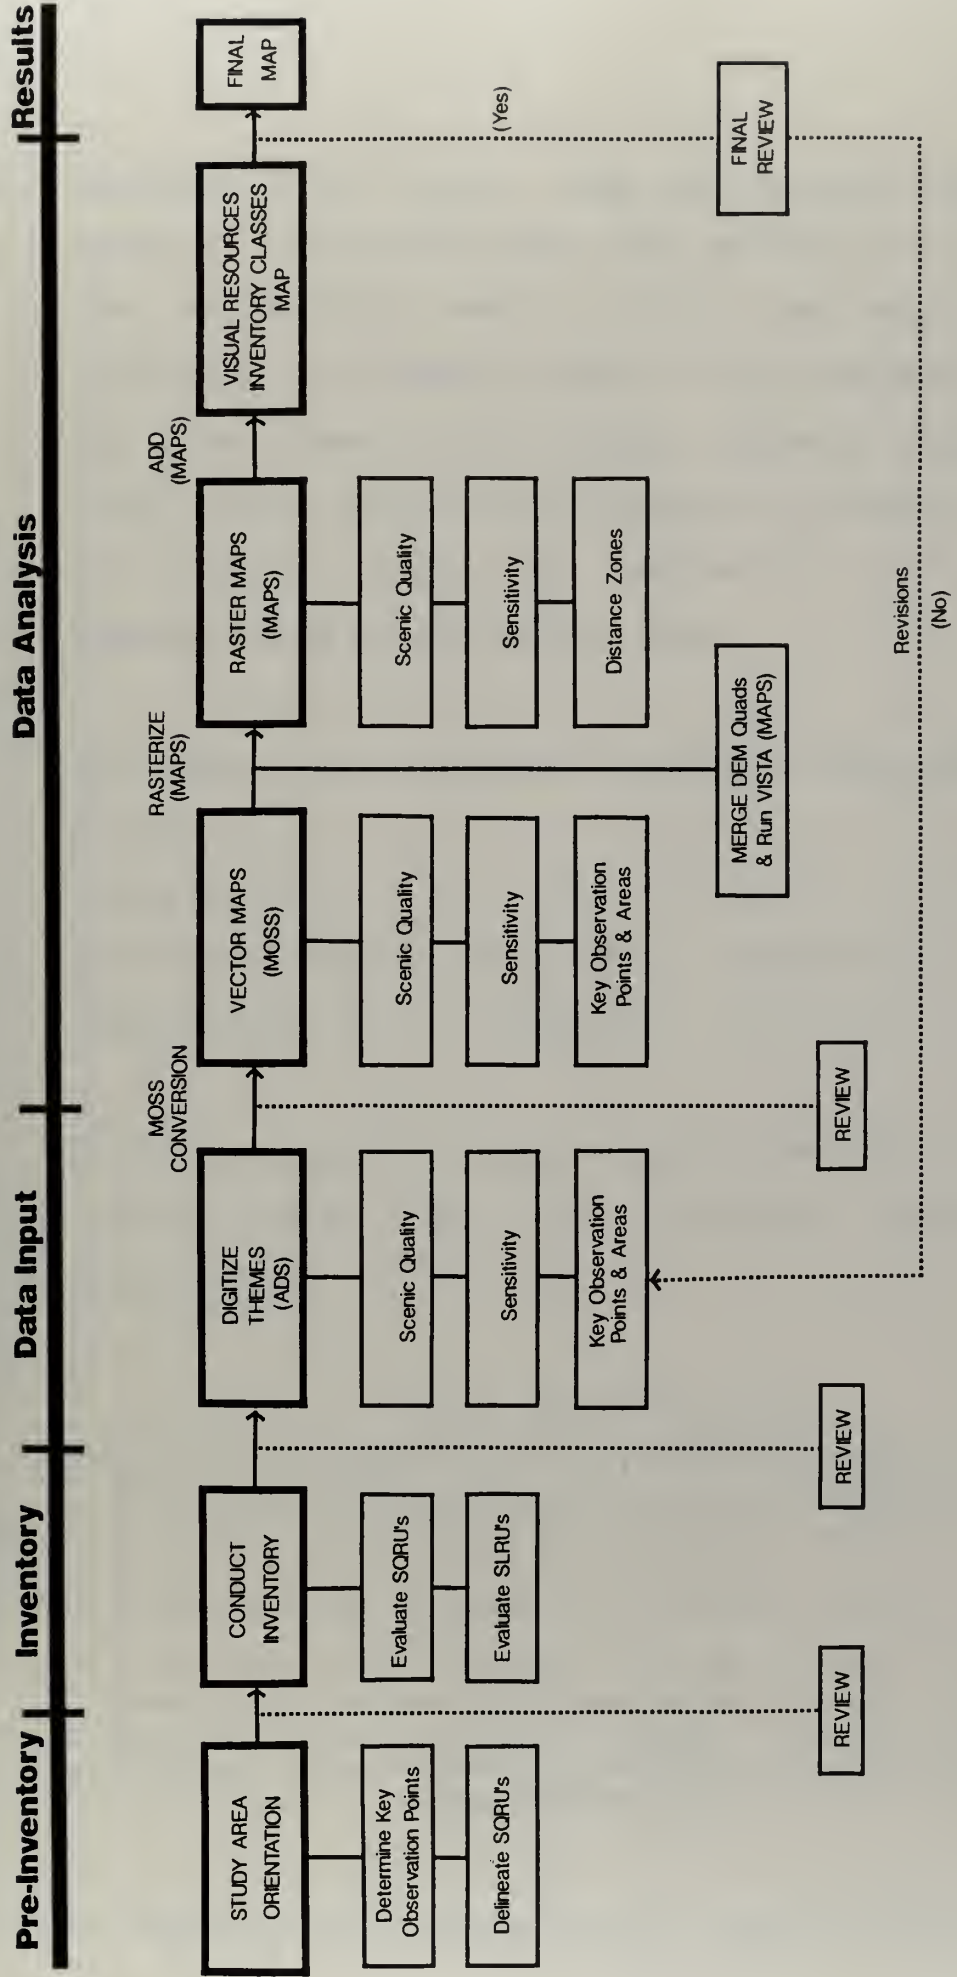 Pre-Inventory
Inventory
Data Input
Data Analysis
Results
STUDY AREA
ORIENTATION
Determine Key
Observation Points
Delineate SQRU's
REVIEW
CONDUCT
INVENTORY
Evaluate SQRU's
Evaluate SLRU's
REVIEW
DIGITIZE
THEMES
(ADS)
Scenic Quality
Sensitivity
Key Observation
Points & Areas
MOSS
CONVERSION
REVIEW
VECTOR MAPS
(MOSS)
Scenic Quality
Sensitivity
Key Observation
Points & Areas
RASTERIZE
(MAPS)
MERGE DEM Quads
& Run VISTA (MAPS)
RASTER MAPS
(MAPS)
Scenic Quality
Sensitivity
Distance Zones
ADD
(MAPS)
VISUAL RESOURCES
INVENTORY CLASSES
MAP
FINAL
MAP
(Yes)
FINAL
REVIEW
Revisions
(No)